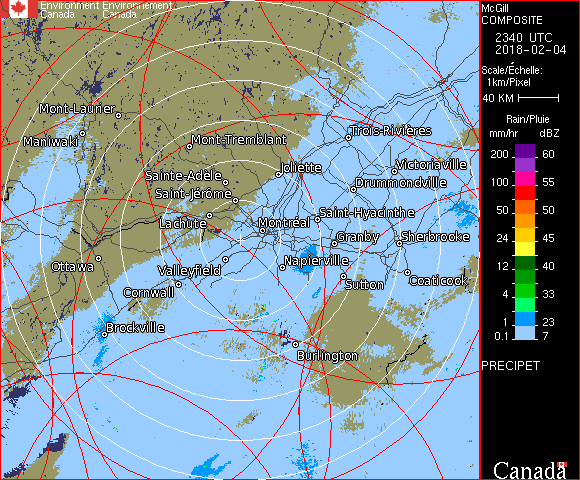 Environment Environnement
Canada Canada
McGill
COMPOSITE
2340 UTC
2018-02-04
Scale/Échelle:
1km/Pixel
40 KM
Rain/Pluie
mm/hr dBZ
200 60
100 55
50 50
24 45
12 40
4 33
1 23
0.1 7
PRECIPET
Canada
Mont-Laurier
Maniwaki
Mont-Tremblant
Trois-Rivières
Sainte-Adèle
Joliette
Victoriaville
Saint-Jérôme
Drummondville
Lachute
Montréal
Saint-Hyacinthe
Granby
Sherbrooke
Ottawa
Valleyfield
Napierville
Cornwall
Sutton
Coaticook
Brockville
Burlington